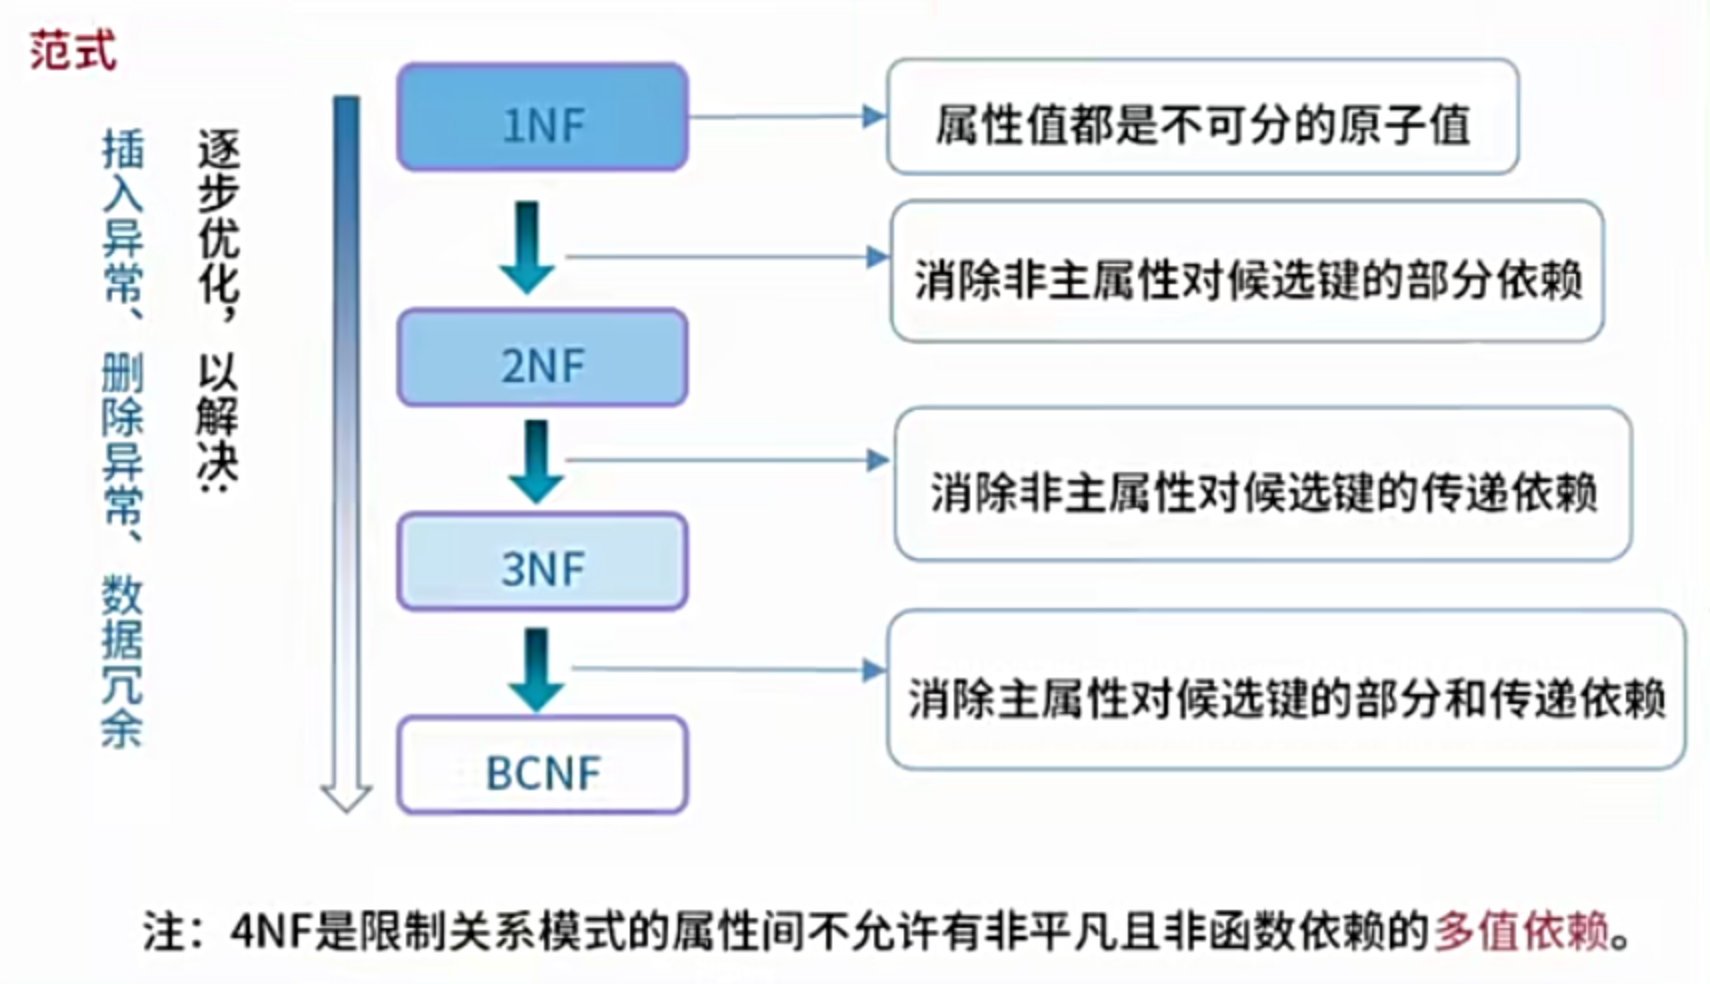 范式
逐步优化，以解决：
插入异常、删除异常、数据冗余
1NF
属性值都是不可分的原子值
消除非主属性对候选键的部分依赖
2NF
消除非主属性对候选键的传递依赖
3NF
消除主属性对候选键的部分和传递依赖
BCNF
注：4NF是限制关系模式的属性间不允许有非平凡且非函数依赖的多值依赖。